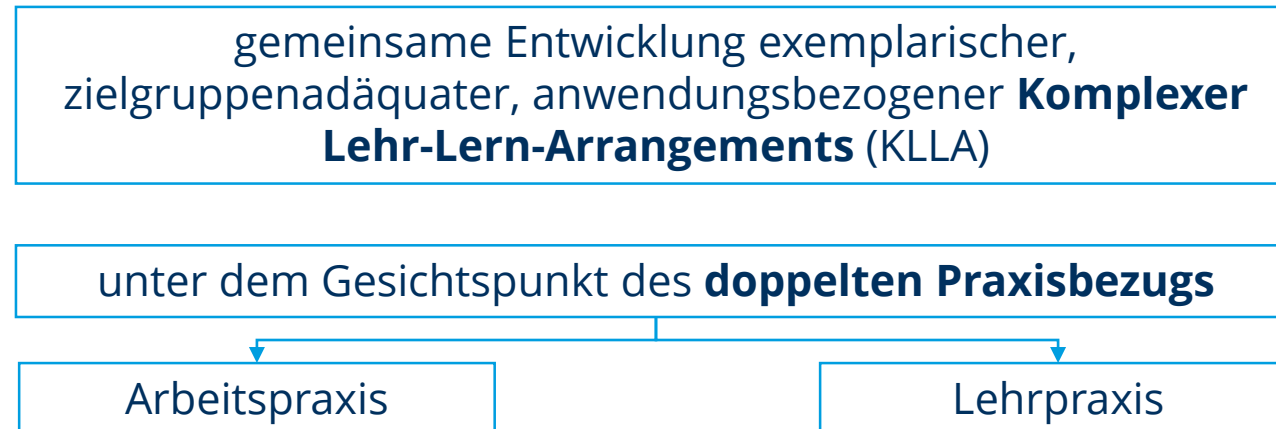 gemeinsame Entwicklung exemplarischer,
zielgruppenadäquater, anwendungsbezogener Komplexer
Lehr-Lern-Arrangements (KLLA)
unter dem Gesichtspunkt des doppelten Praxisbezugs
Arbeitspraxis
Lehrpraxis